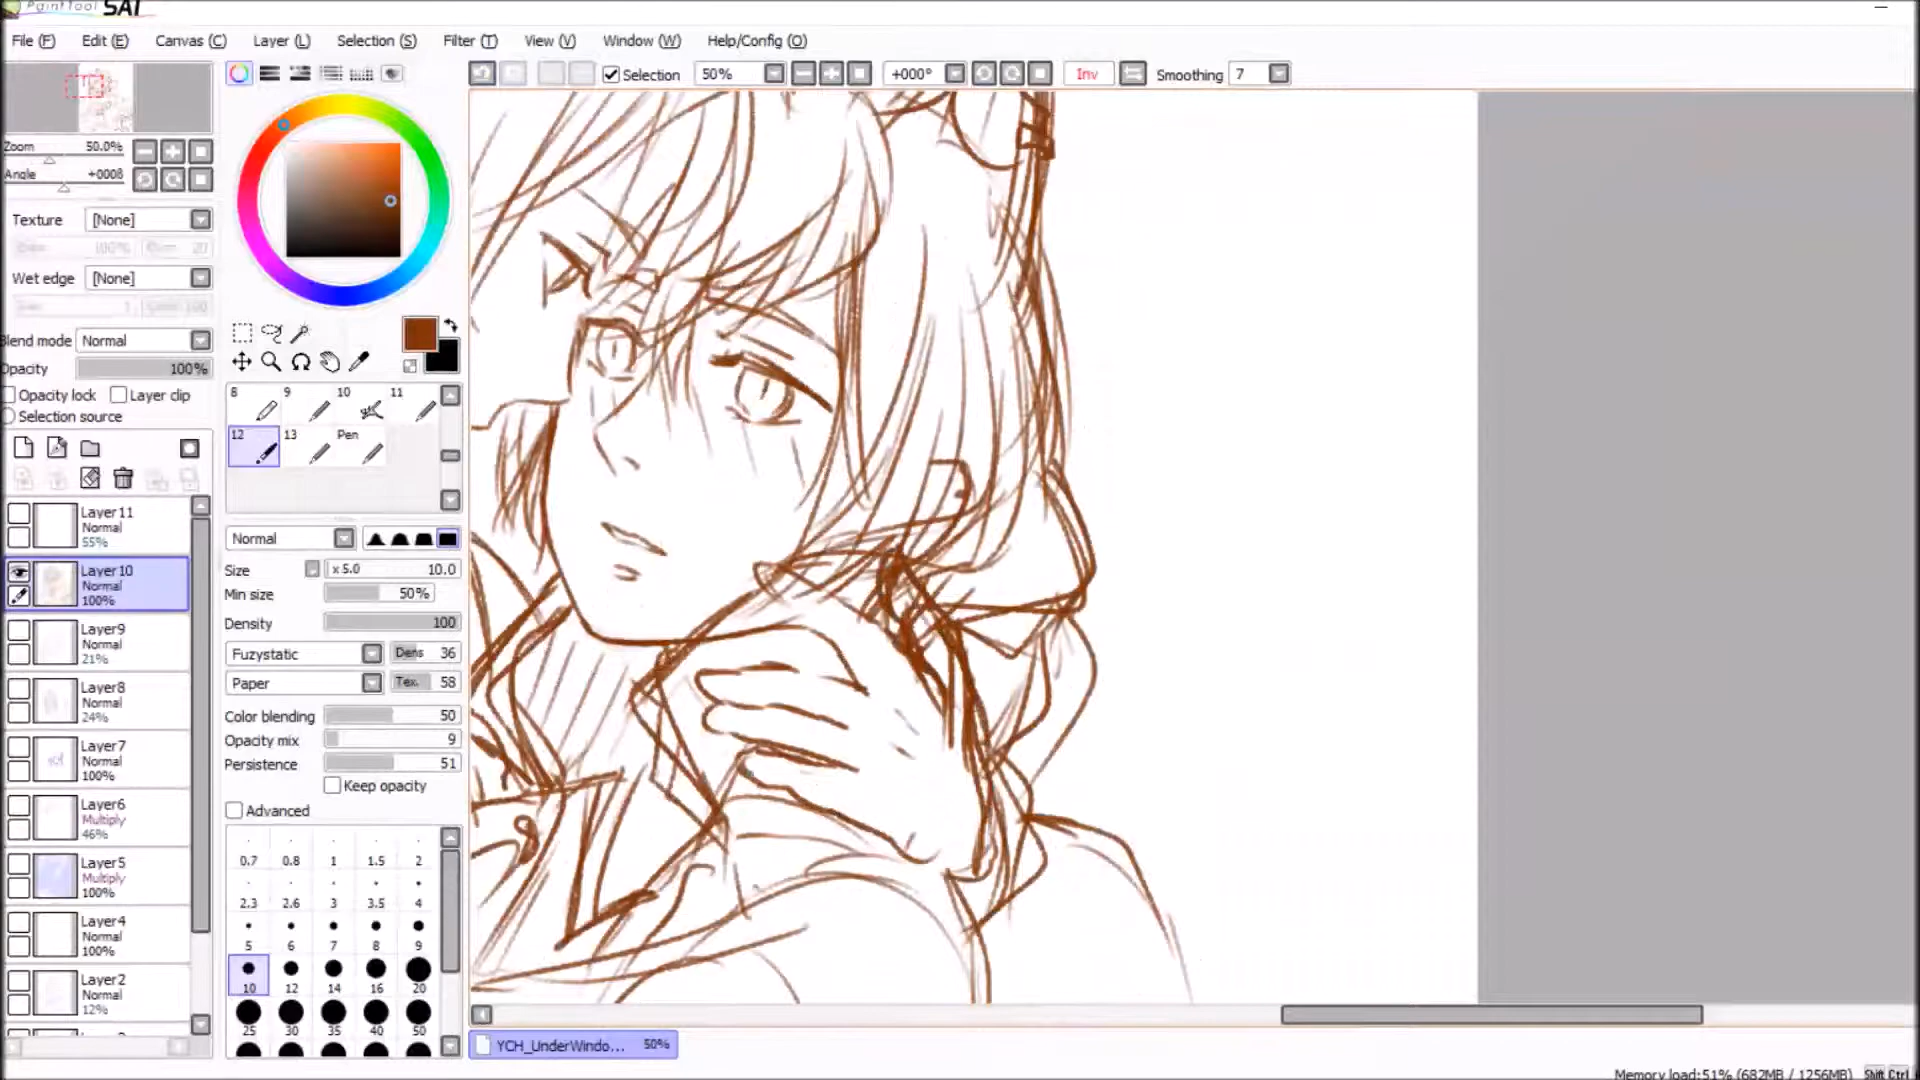 PaintTool SAI
File (F) Edit (E) Canvas (C) Layer (L) Selection (S) Filter (T) View (V) Window (W) Help/Config (O)
Selection 50% +000° Inv Smoothing 7
Zoom 50.0%
Angle +000ß
Texture [None]
100% 20
Wet edge [None]
1 100
Blend mode Normal
Opacity 100%
Opacity lock Layer clip
Selection source
Layer11
Normal
55%
Layer10
Normal
100%
Layer9
Normal
21%
Layer8
Normal
24%
Layer7
Normal
100%
Layer6
Multiply
46%
Layer5
Multiply
100%
Layer4
Normal
100%
Layer2
Normal
12%
8 9 10 11
12 13 Pen
Normal
Size x 5.0 10.0
Min size 50%
Density 100
Fuzystatic Dens 36
Paper Tex. 58
Color blending 50
Opacity mix 9
Persistence 51
Keep opacity
Advanced
0.7 0.8 1 1.5 2
2.3 2.6 3 3.5 4
5 6 7 8 9
10 12 14 16 20
25 30 35 40 50
YCH_UnderWindo... 50%
Memory load:51% (682MB / 1256MB) Shift Ctrl